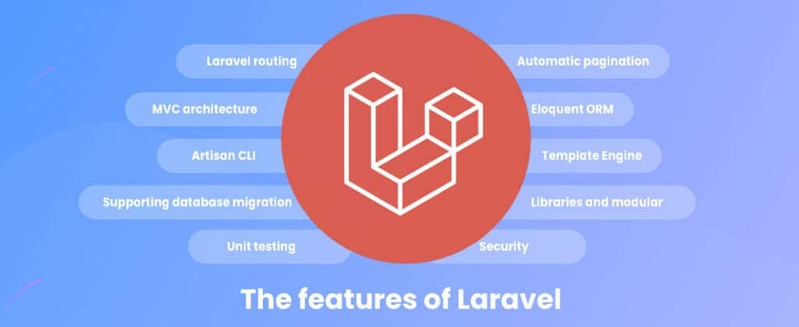 Laravel routing
Automatic pagination
MVC architecture
Eloquent ORM
Artisan CLI
Template Engine
Supporting database migration
Libraries and modular
Unit testing
Security
The features of Laravel